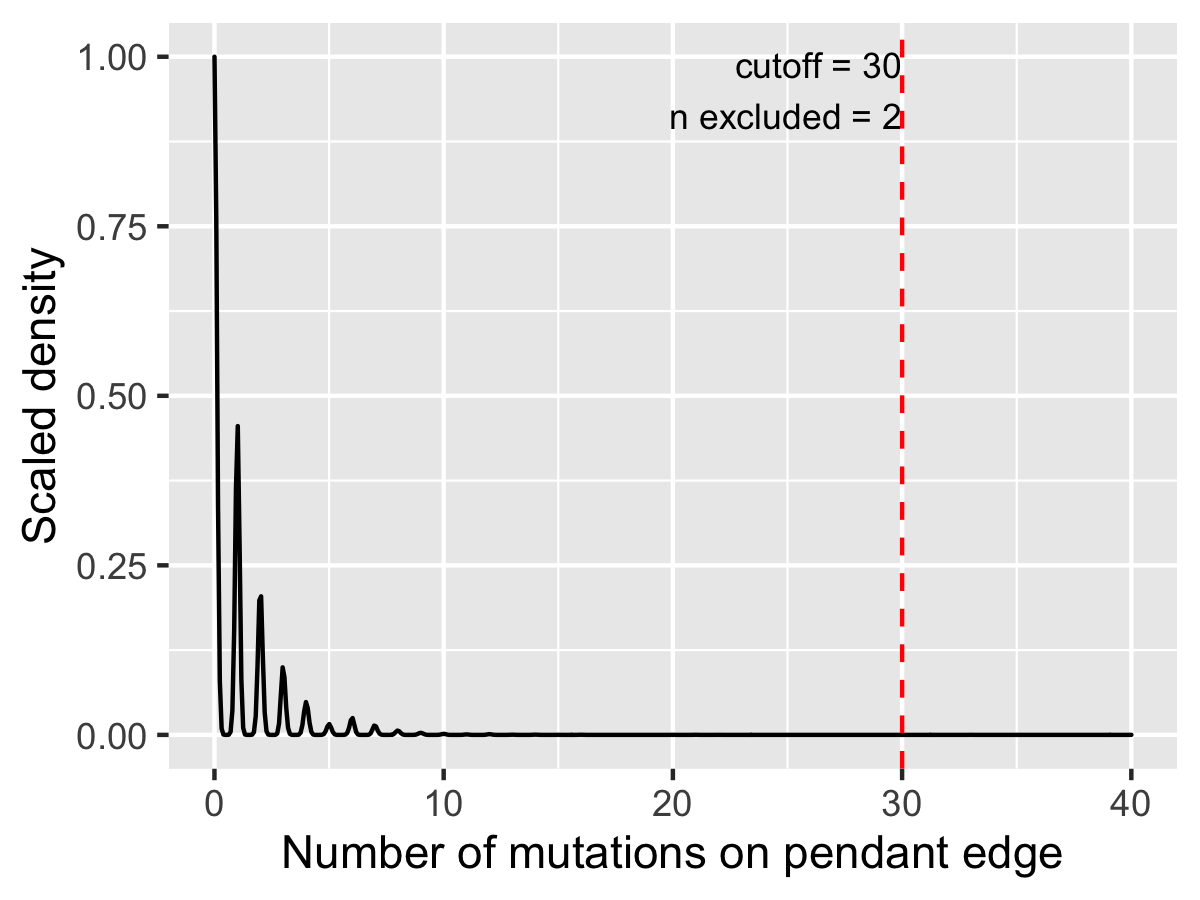 cutoff = 30
n excluded = 2
1.00
0.75
0.50
0.25
0.00
Scaled density
0 10 20 30 40
Number of mutations on pendant edge